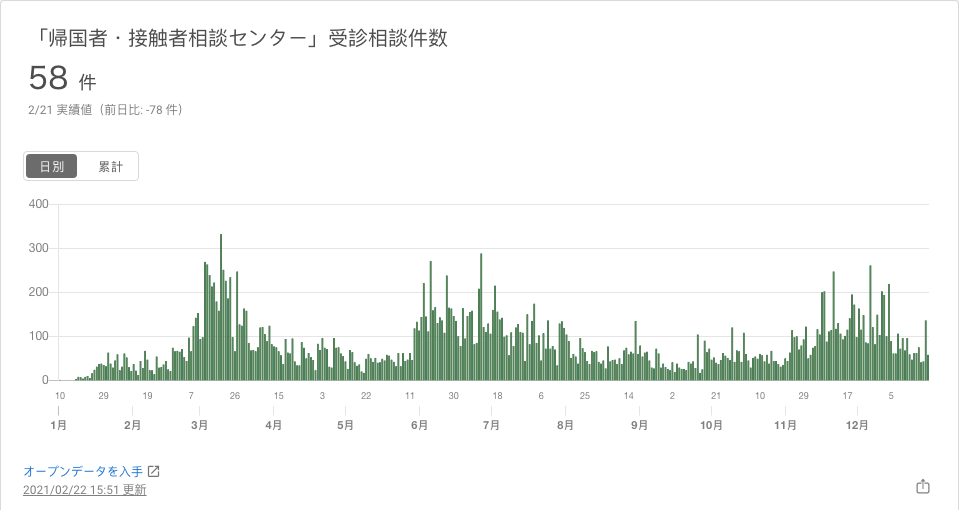 「帰国者・接触者相談センター」受診相談件数
58 件
2/21 実績値（前日比: -78 件）
日別 累計
400
300
200
100
0
10 29 19 7 26 15 3 22 11 30 18 6 25 14 2 21 10 29 17 5
1月 2月 3月 4月 5月 6月 7月 8月 9月 10月 11月 12月
オープンデータを入手
2021/02/22 15:51 更新